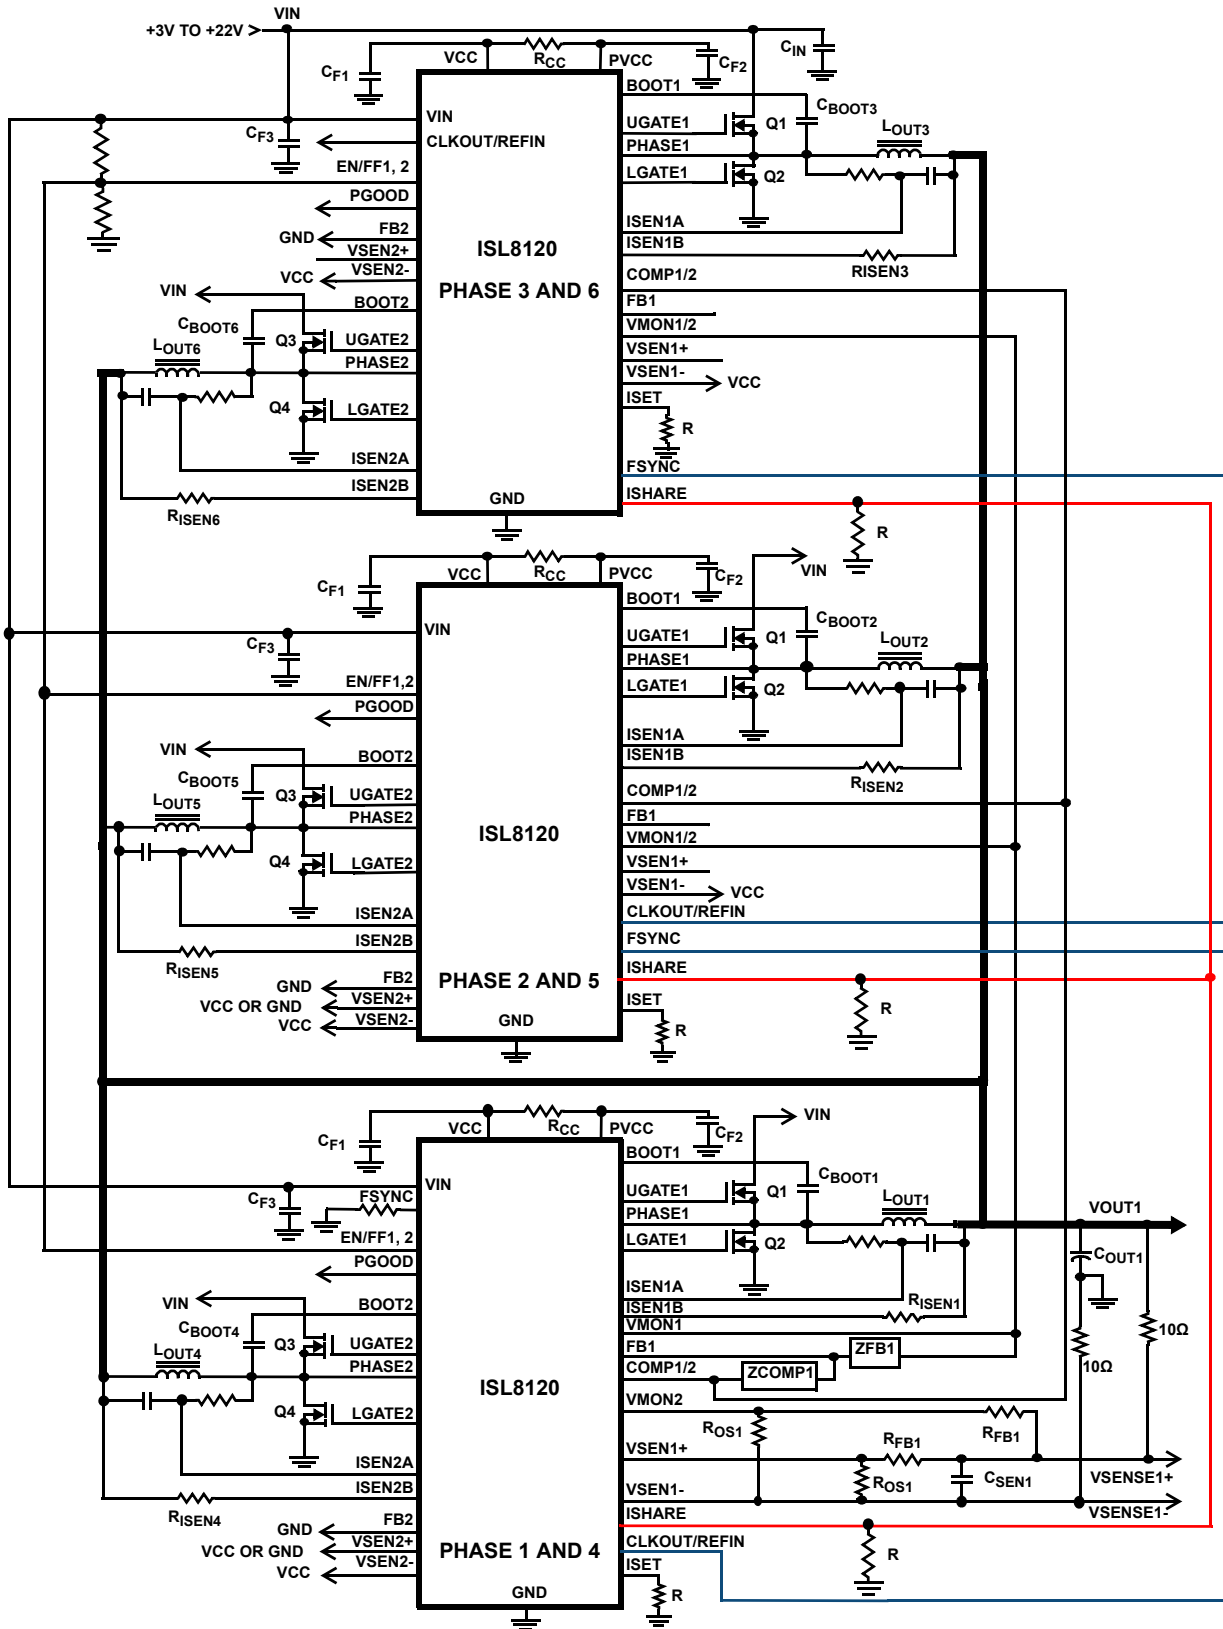 VIN
+3V TO +22V
VCC
RCC
PVCC
CF1
CF2
CIN
BOOT1
CBOOT3
VIN
CF3
CLKOUT/REFIN
UGATE1
Q1
LOUT3
PHASE1
EN/FF1, 2
LGATE1
Q2
PGOOD
FB2
GND
ISEN1A
ISL8120
ISEN1B
VSEN2+
RISEN3
VSEN2-
VCC
COMP1/2
PHASE 3 AND 6
VIN
BOOT2
FB1
CBOOT6
VMON1/2
Q3
UGATE2
LOUT6
VSEN1+
PHASE2
VSEN1-
VCC
Q4
LGATE2
ISET
R
ISEN2A
FSYNC
ISEN2B
ISHARE
RISEN6
GND
R
VCC
RCC
PVCC
CF1
CF2
VIN
BOOT1
CBOOT2
VIN
CF3
UGATE1
Q1
LOUT2
PHASE1
EN/FF1,2
LGATE1
Q2
PGOOD
ISEN1A
VIN
BOOT2
ISEN1B
CBOOT5
RISEN2
Q3
UGATE2
COMP1/2
LOUT5
PHASE2
FB1
ISL8120
VMON1/2
Q4
LGATE2
VSEN1+
VSEN1-
VCC
ISEN2A
CLKOUT/REFIN
ISEN2B
FSYNC
RISEN5
ISHARE
GND
FB2
PHASE 2 AND 5
VCC OR GND
VSEN2+
ISET
R
VCC
VSEN2-
GND
R
VCC
RCC
PVCC
CF1
CF2
VIN
BOOT1
CBOOT1
VIN
CF3
FSYNC
UGATE1
Q1
LOUT1
PHASE1
VOUT1
EN/FF1, 2
LGATE1
Q2
PGOOD
COUT1
ISEN1A
VIN
BOOT2
ISEN1B
RISEN1
CBOOT4
VMON1
10Ω
Q3
UGATE2
FB1
ZFB1
LOUT4
PHASE2
COMP1/2
ZCOMP1
10Ω
ISL8120
VMON2
Q4
LGATE2
ROS1
RFB1
RFB1
VSEN1+
ISEN2A
ROS1
CSEN1
VSENSE1+
ISEN2B
VSEN1-
RISEN4
ISHARE
VSENSE1-
GND
FB2
VCC OR GND
VSEN2+
PHASE 1 AND 4
CLKOUT/REFIN
VCC
VSEN2-
ISET
R
GND
R